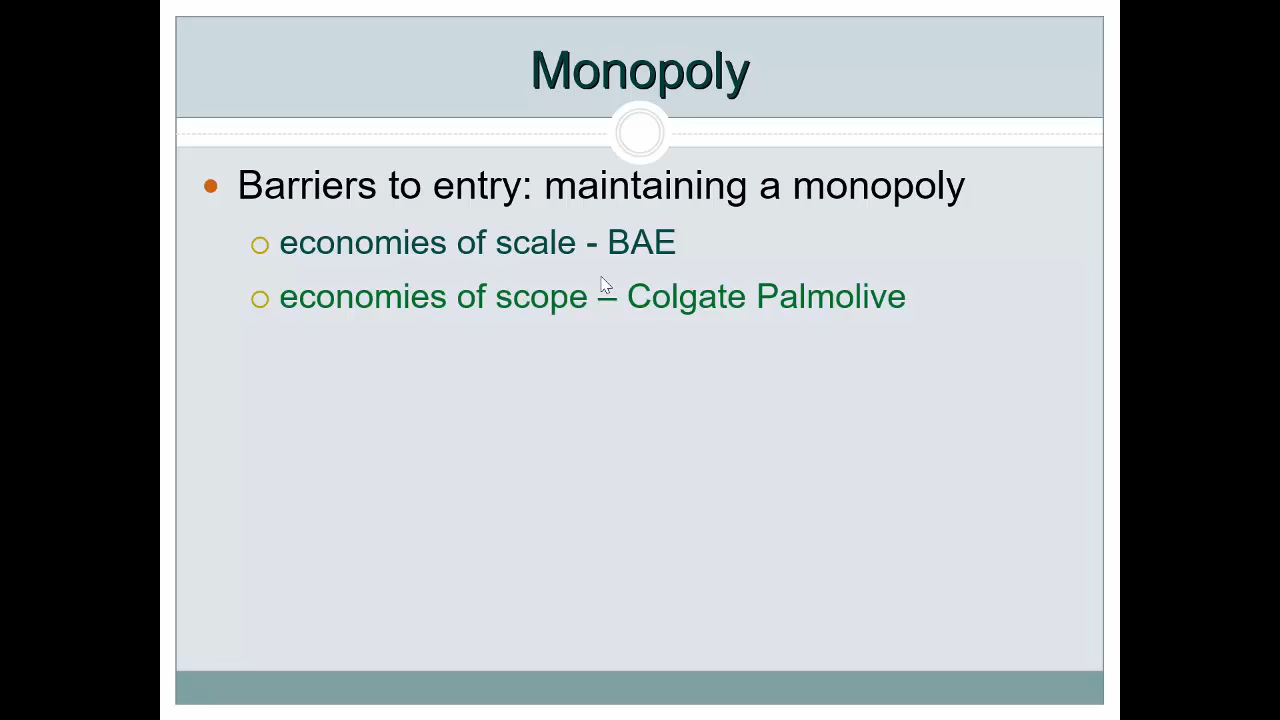 Monopoly
Barriers to entry: maintaining a monopoly
economies of scale - BAE
economies of scope – Colgate Palmolive